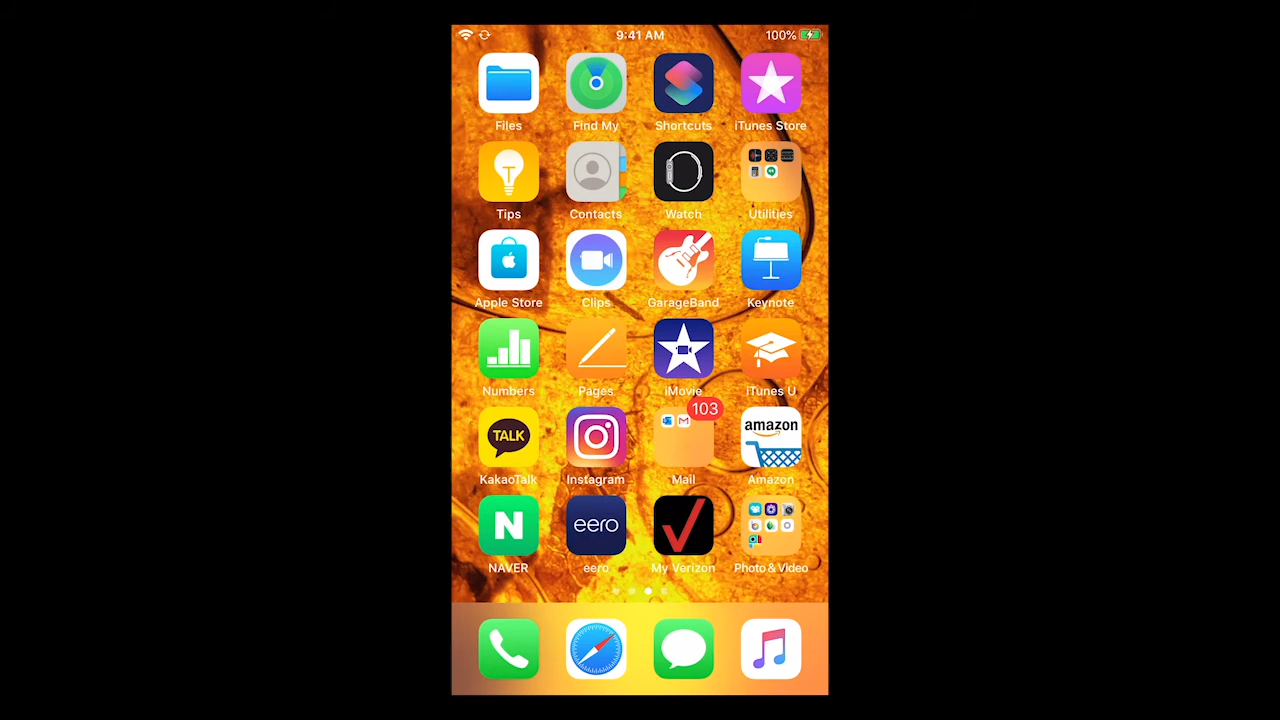 9:41 AM
100%
Files
Find My
Shortcuts
iTunes Store
Tips
Contacts
Watch
Utilities
Apple Store
Clips
GarageBand
Keynote
Numbers
Pages
iMovie
iTunes U
TALK
103
amazon
KakaoTalk
Instagram
Mail
Amazon
N
eero
NAVER
eero
My Verizon
Photo & Video